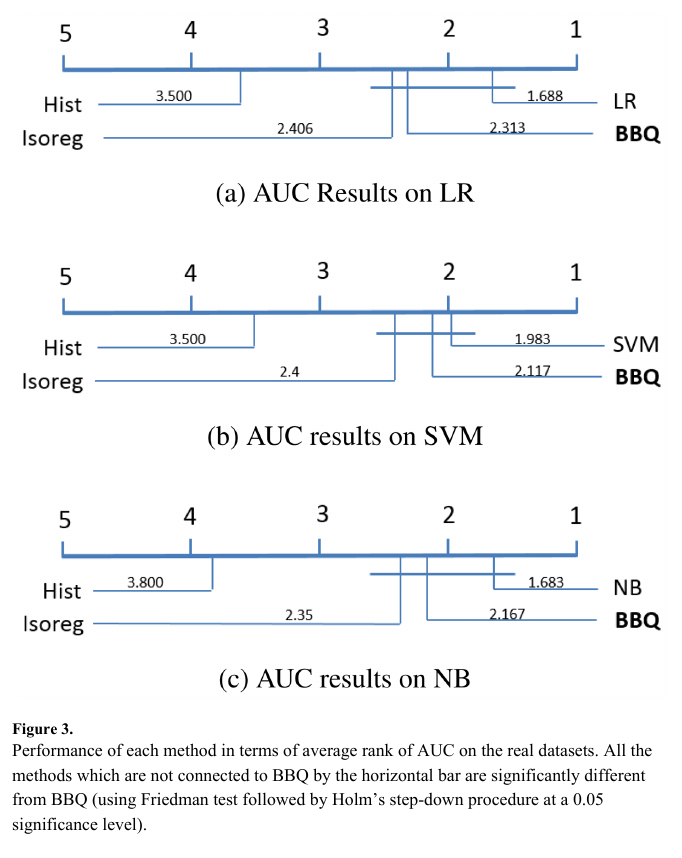 5 4 3 2 1
Hist 3.500 1.688 LR
Isoreg 2.406 2.313 BBQ
(a) AUC Results on LR
5 4 3 2 1
Hist 3.500 1.983 SVM
Isoreg 2.4 2.117 BBQ
(b) AUC results on SVM
5 4 3 2 1
Hist 3.800 1.683 NB
Isoreg 2.35 2.167 BBQ
(c) AUC results on NB
Figure 3.
Performance of each method in terms of average rank of AUC on the real datasets. All the
methods which are not connected to BBQ by the horizontal bar are significantly different
from BBQ (using Friedman test followed by Holm’s step-down procedure at a 0.05
significance level).